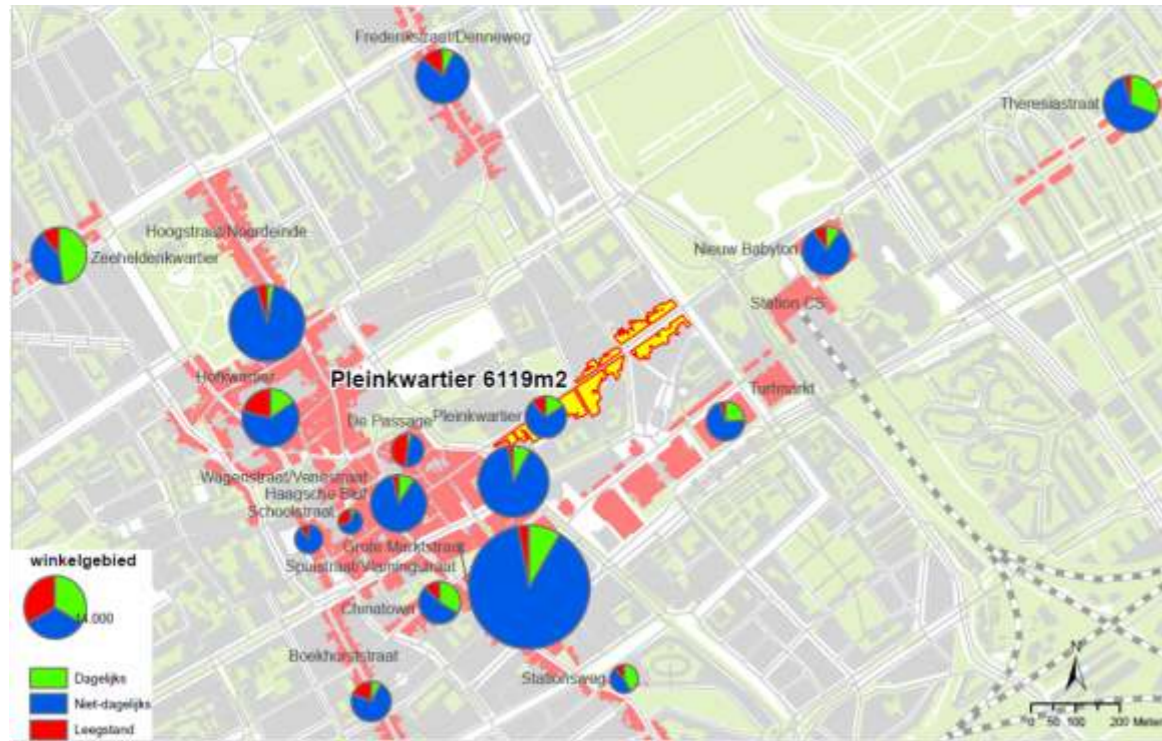 Frederikstraat/Denneweg
Theresiastraat
Hoogstraat/Noordeinde
Zeeheldenkwartier
Nieuw Babylon
Station CS
Hofkwartier
Pleinkwartier 6119m2
Turfmarkt
De Passage
Pleinkwartier
Wagenstraat/Venestraat
Haagsche Bluf
Schoolstraat
Grote Marktstraat
Spuistraat/Vlamingstraat
Chinatown
Boekhorststraat
Stationsweg
winkelgebied
14.000
Dagelijks
Niet-dagelijks
Leegstand
N
0 50 100 200 Meter